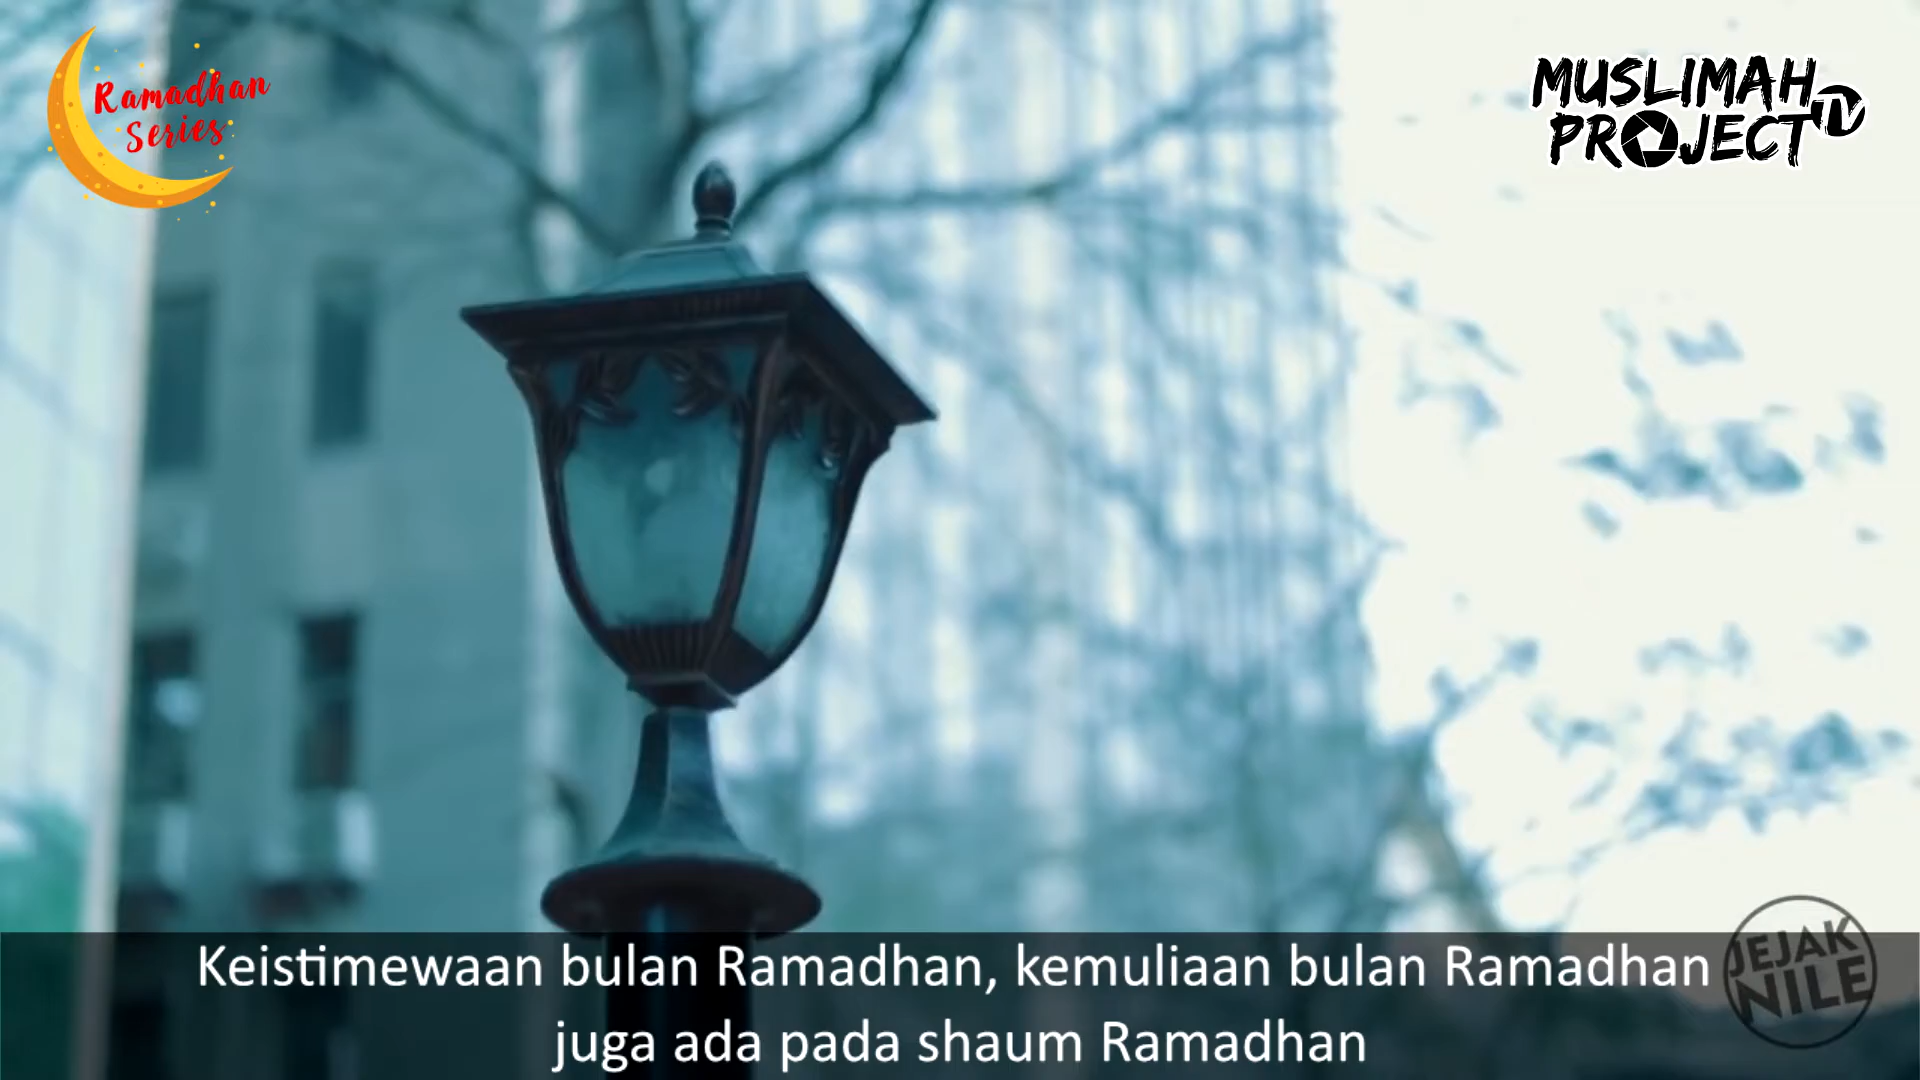 Ramadhan
Series
MUSLIMAH
PROJECT TV
Keistimewaan bulan Ramadhan, kemuliaan bulan Ramadhan
juga ada pada shaum Ramadhan
JEJAK
NILE